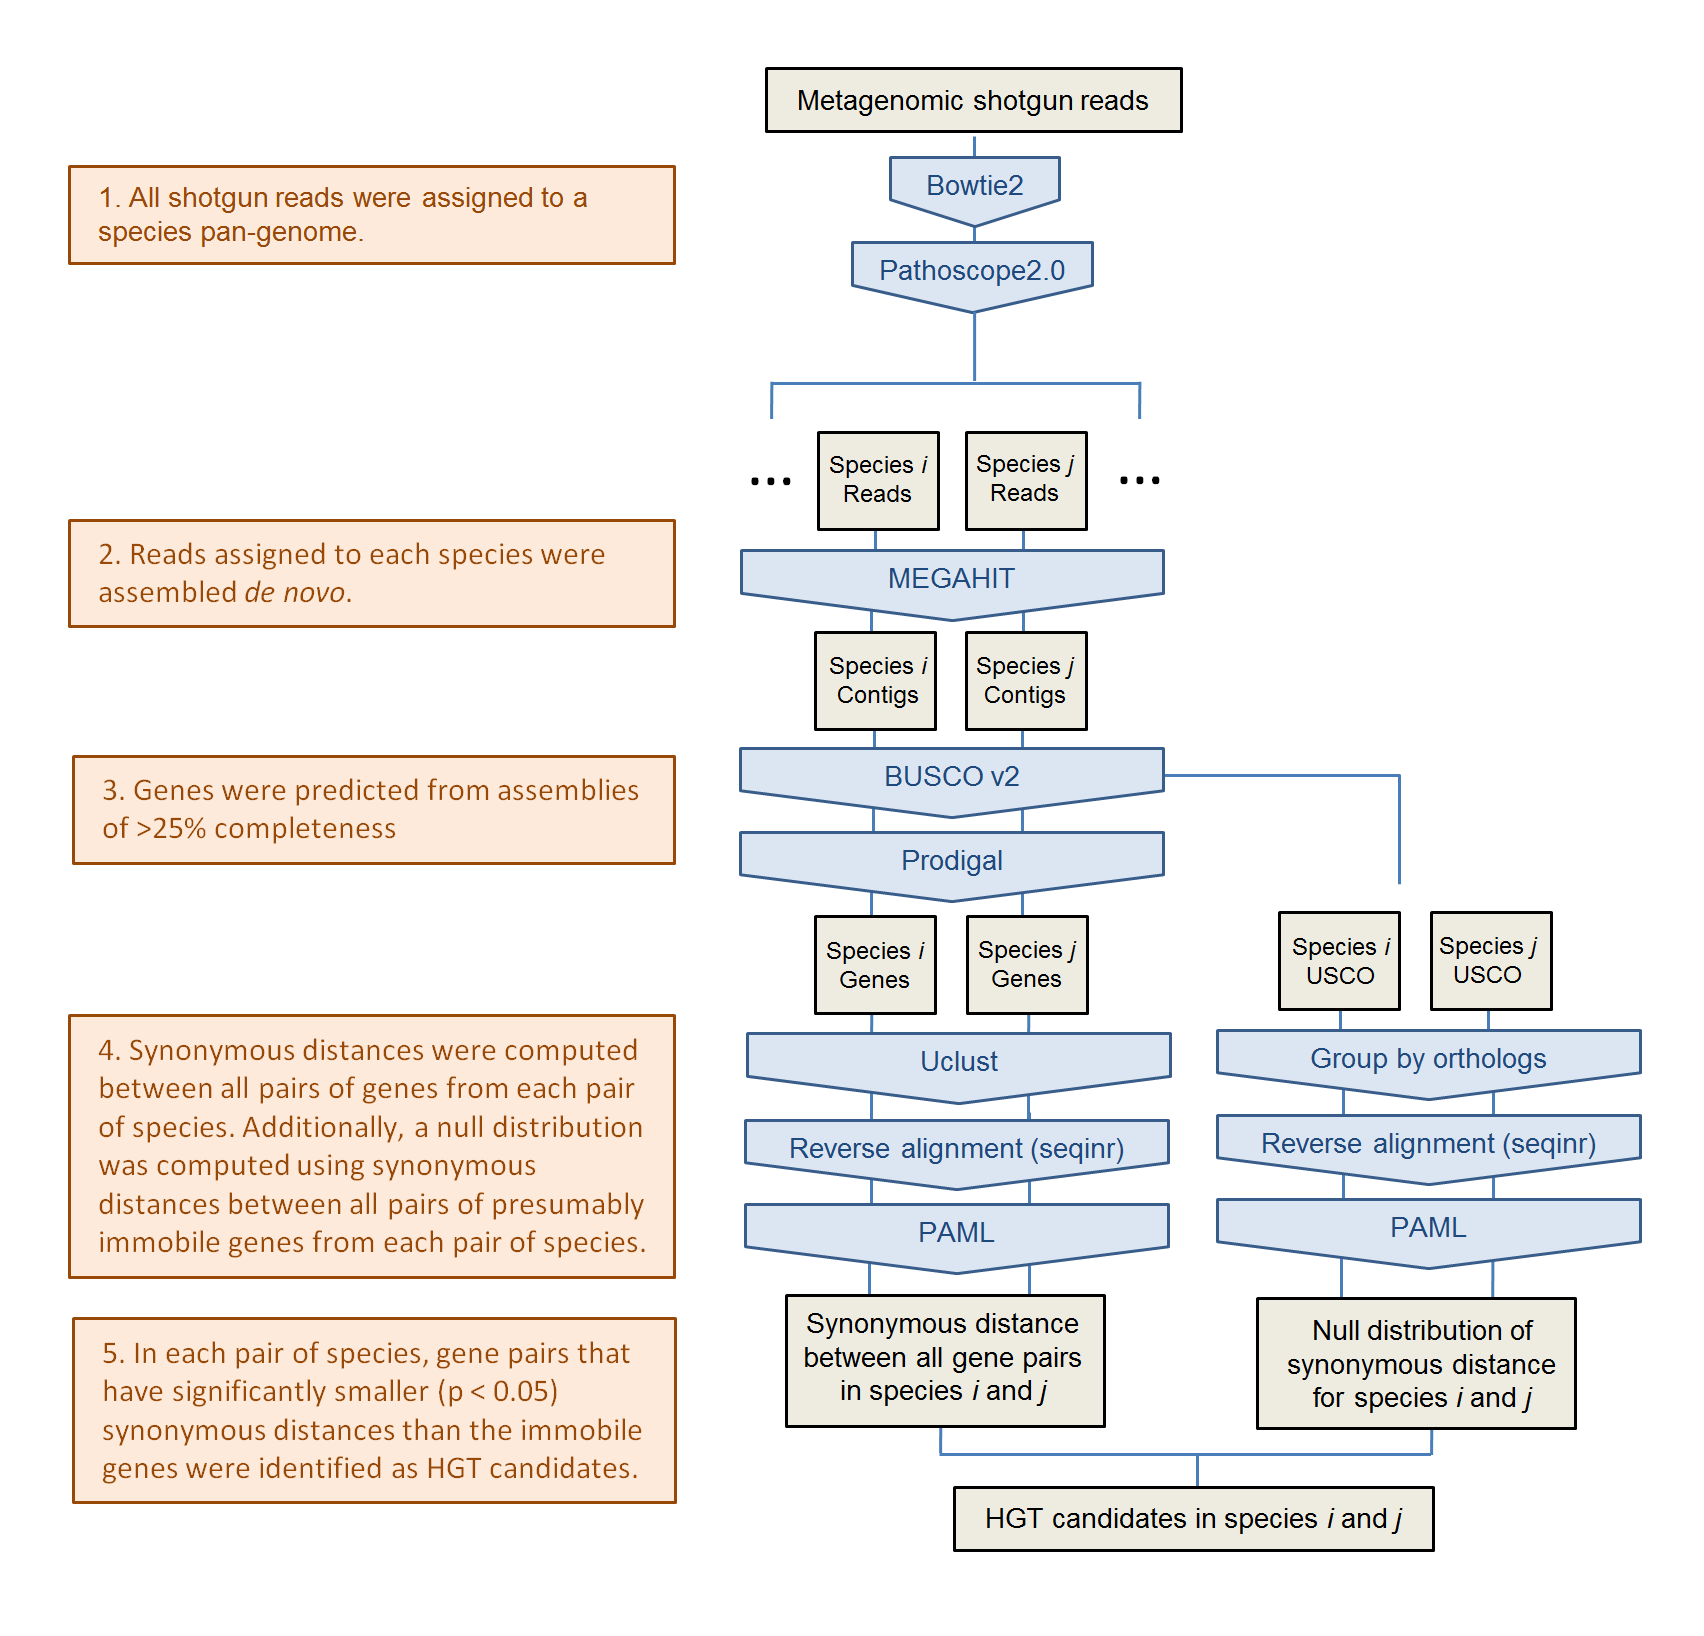 Metagenomic shotgun reads
1. All shotgun reads were assigned to a
species pan-genome.
Bowtie2
Pathoscope2.0
...
Species i
Reads
Species j
Reads
...
2. Reads assigned to each species were
assembled de novo.
MEGAHIT
Species i
Contigs
Species j
Contigs
3. Genes were predicted from assemblies
of >25% completeness
BUSCO v2
Prodigal
Species i
Genes
Species j
Genes
Species i
USCO
Species j
USCO
4. Synonymous distances were computed
between all pairs of genes from each pair
of species. Additionally, a null distribution
was computed using synonymous
distances between all pairs of presumably
immobile genes from each pair of species.
Uclust
Reverse alignment (seqinr)
PAML
Group by orthologs
Reverse alignment (seqinr)
PAML
5. In each pair of species, gene pairs that
have significantly smaller (p < 0.05)
synonymous distances than the immobile
genes were identified as HGT candidates.
Synonymous distance
between all gene pairs
in species i and j
Null distribution of
synonymous distance
for species i and j
HGT candidates in species i and j